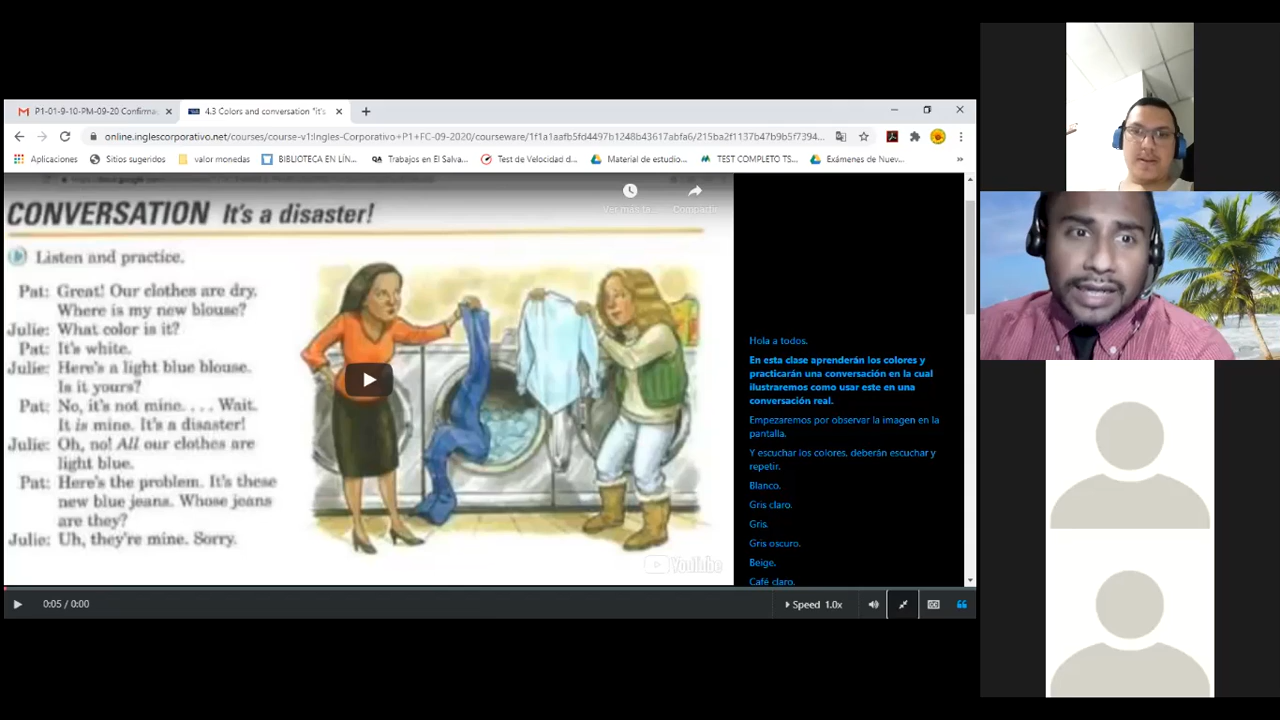 P1-01-9-10-PM-09-20 Confirma
4.3 Colors and conversation "it's
online.inglescorporativo.net/courses/course-v1:Ingles-Corporativo+P1+FC-09-2020/courseware/1f1a1aafb5fd4497b1248b43617abfa6/215ba2f1137b47b9b5f7394...
Aplicaciones
Sitios sugeridos
valor monedas
BIBLIOTECA EN LÍN...
Trabajos en El Salva...
Test de Velocidad d...
Material de estudio...
TEST COMPLETO TS...
Exámenes de Nuev...
»
CONVERSATION It's a disaster!
Compartir
Listen and practice.
Pat: Great! Our clothes are dry.
Where is my new blouse?
Julie: What color is it?
Pat: It's white.
Julie: Here's a light blue blouse.
Is it yours?
Pat: No, it's not mine. . . . Wait.
It is mine. It's a disaster!
Julie: Oh, no! All our clothes are
light blue.
Pat: Here's the problem. It's these
new blue jeans. Whose jeans
are they?
Julie: Uh, they're mine. Sorry.
YouTube
Hola a todos.
En esta clase aprenderán los colores y
practicarán una conversación en la cual
ilustraremos como usar este en una
conversación real.
Empezaremos por observar la imagen en la
pantalla.
Y escuchar los colores, deberán escuchar y
repetir.
Blanco.
Gris claro.
Gris.
Gris oscuro.
Beige.
Café claro.
0:05 / 0:00
Speed 1.0x